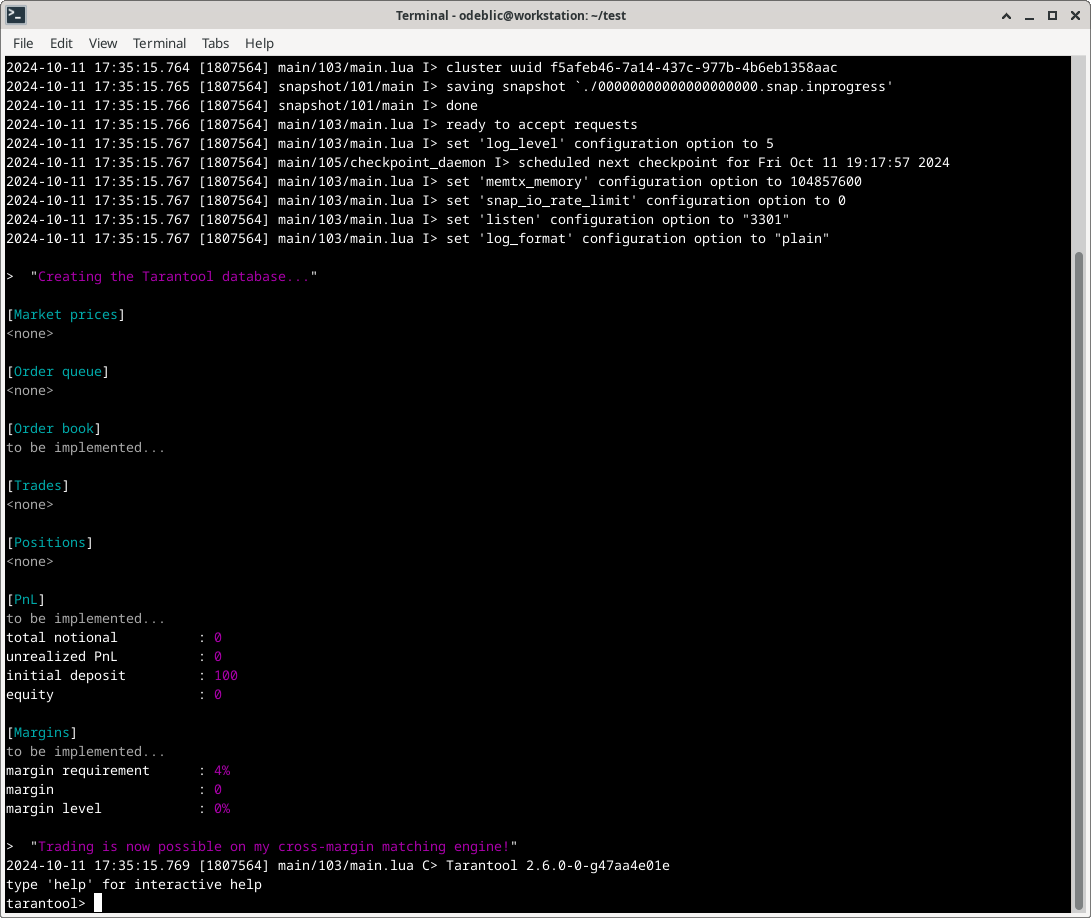 Terminal - odeblic@workstation: ~/test
File Edit View Terminal Tabs Help
2024-10-11 17:35:15.764 [1807564] main/103/main.lua I> cluster uuid f5afeb46-7a14-437c-977b-4b6eb1358aac
2024-10-11 17:35:15.765 [1807564] snapshot/101/main I> saving snapshot `./00000000000000000000.snap.inprogress'
2024-10-11 17:35:15.766 [1807564] snapshot/101/main I> done
2024-10-11 17:35:15.766 [1807564] main/103/main.lua I> ready to accept requests
2024-10-11 17:35:15.767 [1807564] main/103/main.lua I> set 'log_level' configuration option to 5
2024-10-11 17:35:15.767 [1807564] main/105/checkpoint_daemon I> scheduled next checkpoint for Fri Oct 11 19:17:57 2024
2024-10-11 17:35:15.767 [1807564] main/103/main.lua I> set 'memtx_memory' configuration option to 104857600
2024-10-11 17:35:15.767 [1807564] main/103/main.lua I> set 'snap_io_rate_limit' configuration option to 0
2024-10-11 17:35:15.767 [1807564] main/103/main.lua I> set 'listen' configuration option to "3301"
2024-10-11 17:35:15.767 [1807564] main/103/main.lua I> set 'log_format' configuration option to "plain"
> "Creating the Tarantool database..."
[Market prices]
<none>
[Order queue]
<none>
[Order book]
to be implemented...
[Trades]
<none>
[Positions]
<none>
[PnL]
to be implemented...
total notional : 0
unrealized PnL : 0
initial deposit : 100
equity : 0
[Margins]
to be implemented...
margin requirement : 4%
margin : 0
margin level : 0%
> "Trading is now possible on my cross-margin matching engine!"
2024-10-11 17:35:15.769 [1807564] main/103/main.lua C> Tarantool 2.6.0-0-g47aa4e01e
type 'help' for interactive help
tarantool>